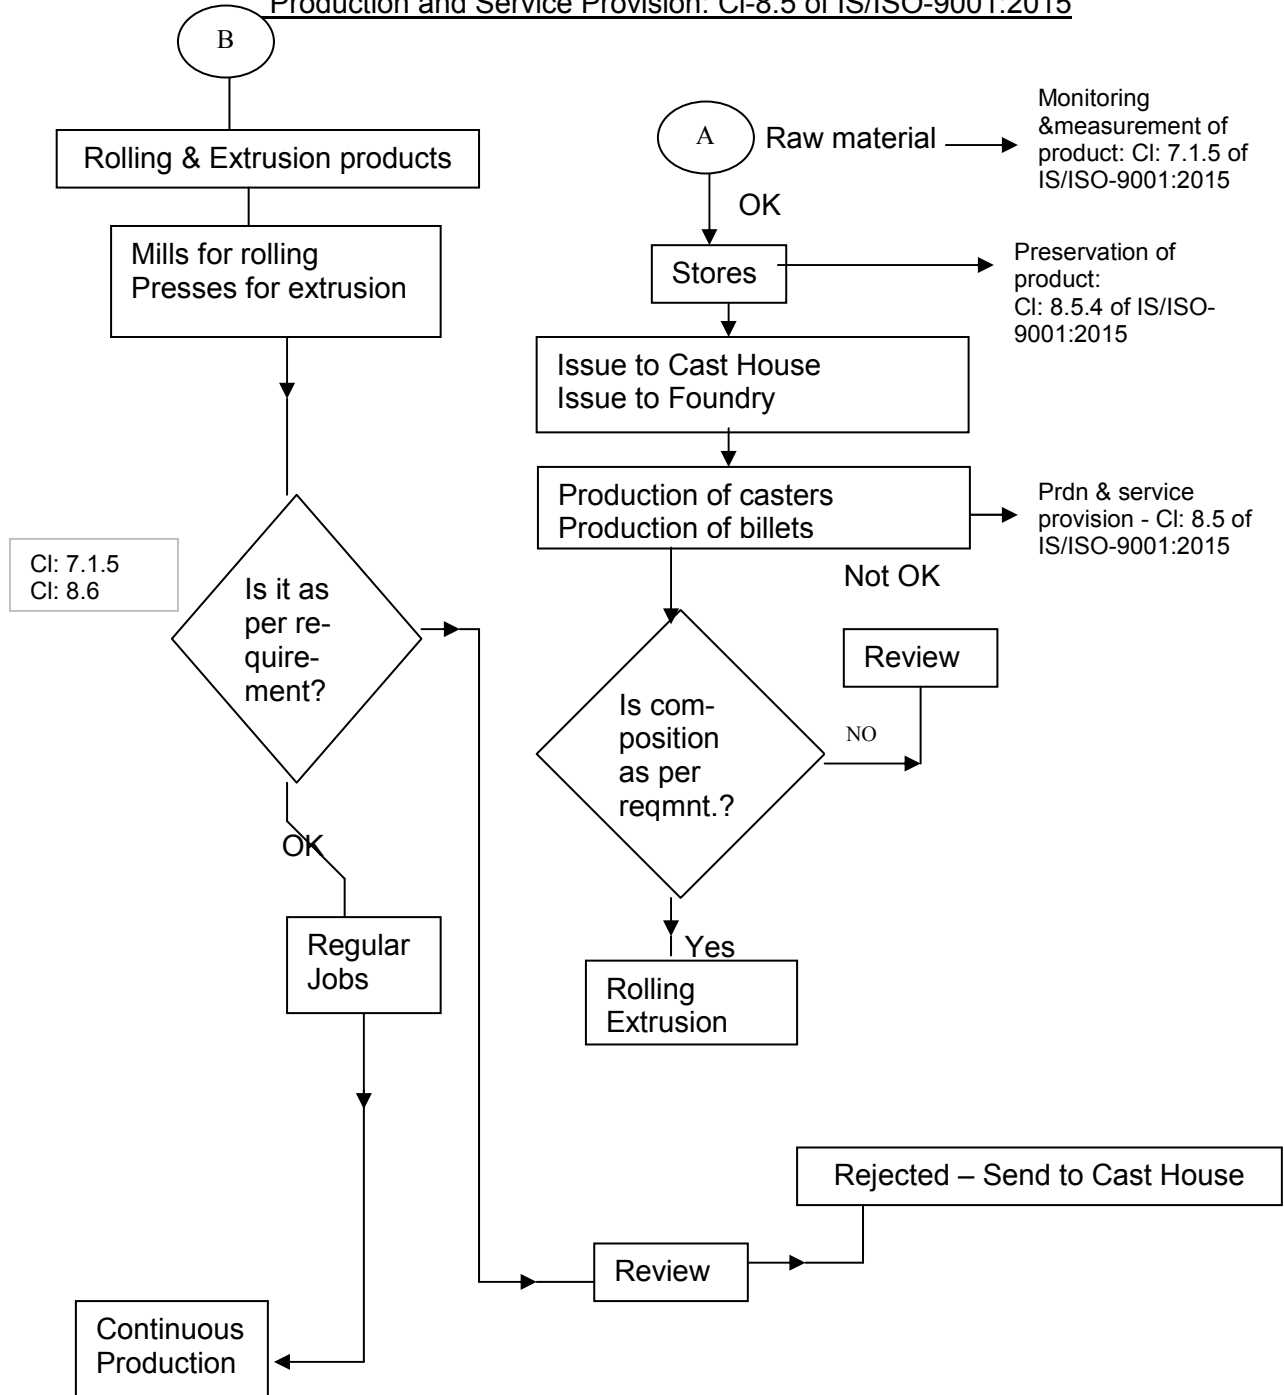 Production and Service Provision: Cl-8.5 of IS/ISO-9001:2015
B
Rolling & Extrusion products
Mills for rolling
Presses for extrusion
Cl: 7.1.5
Cl: 8.6
Is it as
per re-
quire-
ment?
OK
Regular
Jobs
Continuous
Production
A
Raw material
Monitoring
&measurement of
product: Cl: 7.1.5 of
IS/ISO-9001:2015
OK
Stores
Preservation of
product:
Cl: 8.5.4 of IS/ISO-
9001:2015
Issue to Cast House
Issue to Foundry
Production of casters
Production of billets
Prdn & service
provision - Cl: 8.5 of
IS/ISO-9001:2015
Not OK
Review
Is com-
position
as per
reqmnt.?
NO
Yes
Rolling
Extrusion
Rejected – Send to Cast House
Review